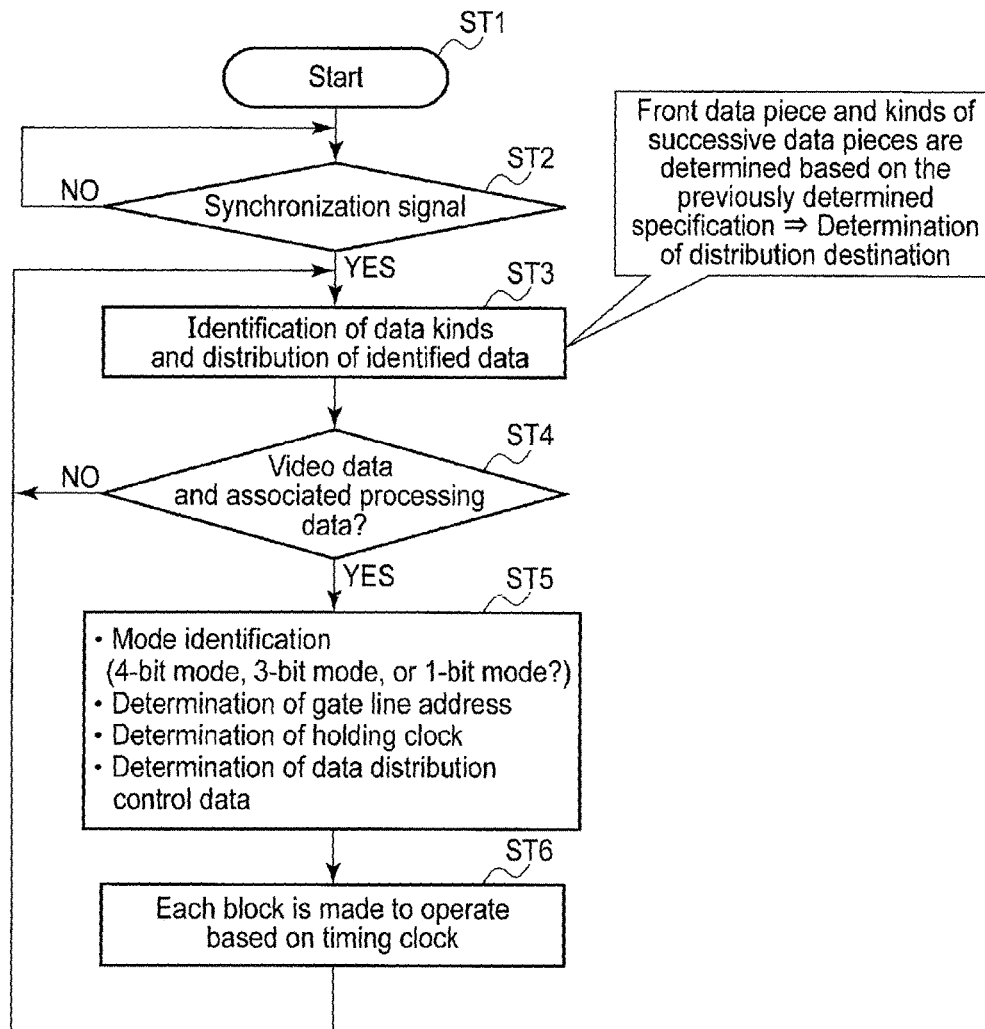 ST1
Start
ST2
Synchronization signal
NO
YES
Front data piece and kinds of
successive data pieces are
determined based on the
previously determined
specification ⇒ Determination
of distribution destination
ST3
Identification of data kinds
and distribution of identified data
ST4
Video data
and associated processing
data?
NO
YES
ST5
• Mode identification
(4-bit mode, 3-bit mode, or 1-bit mode?)
• Determination of gate line address
• Determination of holding clock
• Determination of data distribution
control data
ST6
Each block is made to operate
based on timing clock